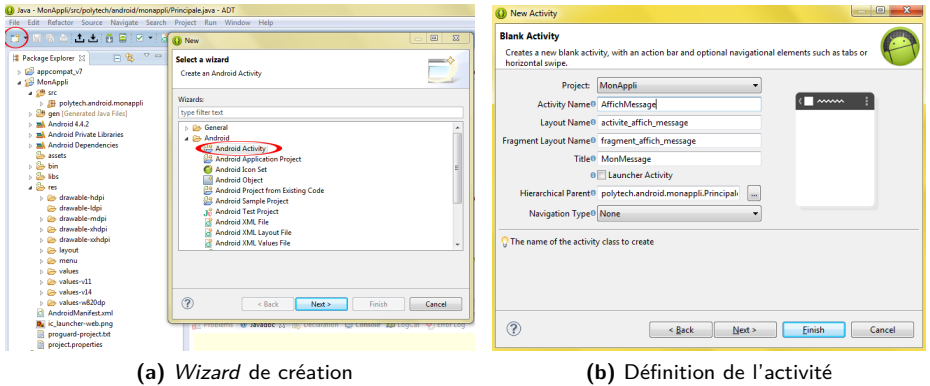 Java - MonAppli/src/polytech/android/monappli/Principale.java - ADT
File Edit Refactor Source Navigate Search Project Run Window Help
Package Explorer
appcompat_v7
MonAppli
src
polytech.android.monappli
gen [Generated Java Files]
Android 4.4.2
Android Private Libraries
Android Dependencies
assets
bin
libs
res
drawable-hdpi
drawable-ldpi
drawable-mdpi
drawable-xhdpi
drawable-xxhdpi
layout
menu
values
values-v11
values-v14
values-w820dp
AndroidManifest.xml
ic_launcher-web.png
proguard-project.txt
project.properties
New
Select a wizard
Create an Android Activity
Wizards:
type filter text
General
Android
Android Activity
Android Application Project
Android Icon Set
Android Object
Android Project from Existing Code
Android Sample Project
Android Test Project
Android XML File
Android XML Layout File
Android XML Values File
< Back Next > Finish Cancel
Problems Javadoc Declaration Console LogCat Error Log
(a) Wizard de création
New Activity
Blank Activity
Creates a new blank activity, with an action bar and optional navigational elements such as tabs or
horizontal swipe.
Project: MonAppli
Activity Name AffichMessage
Layout Name activite_affich_message
Fragment Layout Name fragment_affich_message
Title MonMessage
Launcher Activity
Hierarchical Parent polytech.android.monappli.Principal ...
Navigation Type None
The name of the activity class to create
< Back Next > Finish Cancel
(b) Définition de l'activité